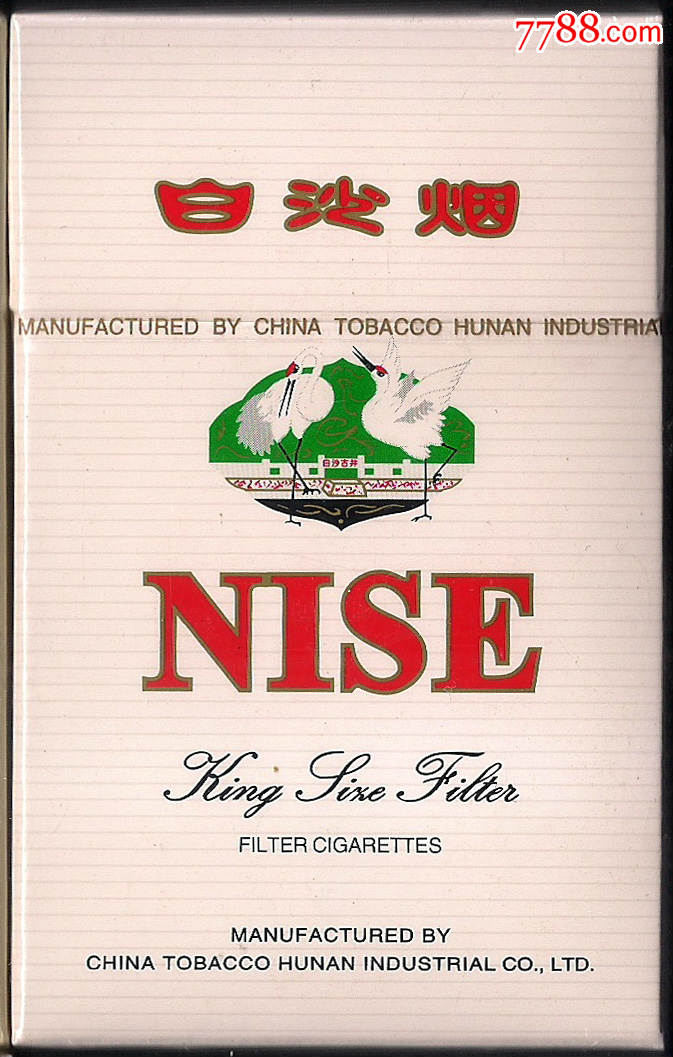 7788.com
白沙烟
MANUFACTURED BY CHINA TOBACCO HUNAN INDUSTRIA
白沙古井
NISE
King Size Filter
FILTER CIGARETTES
MANUFACTURED BY
CHINA TOBACCO HUNAN INDUSTRIAL CO., LTD.